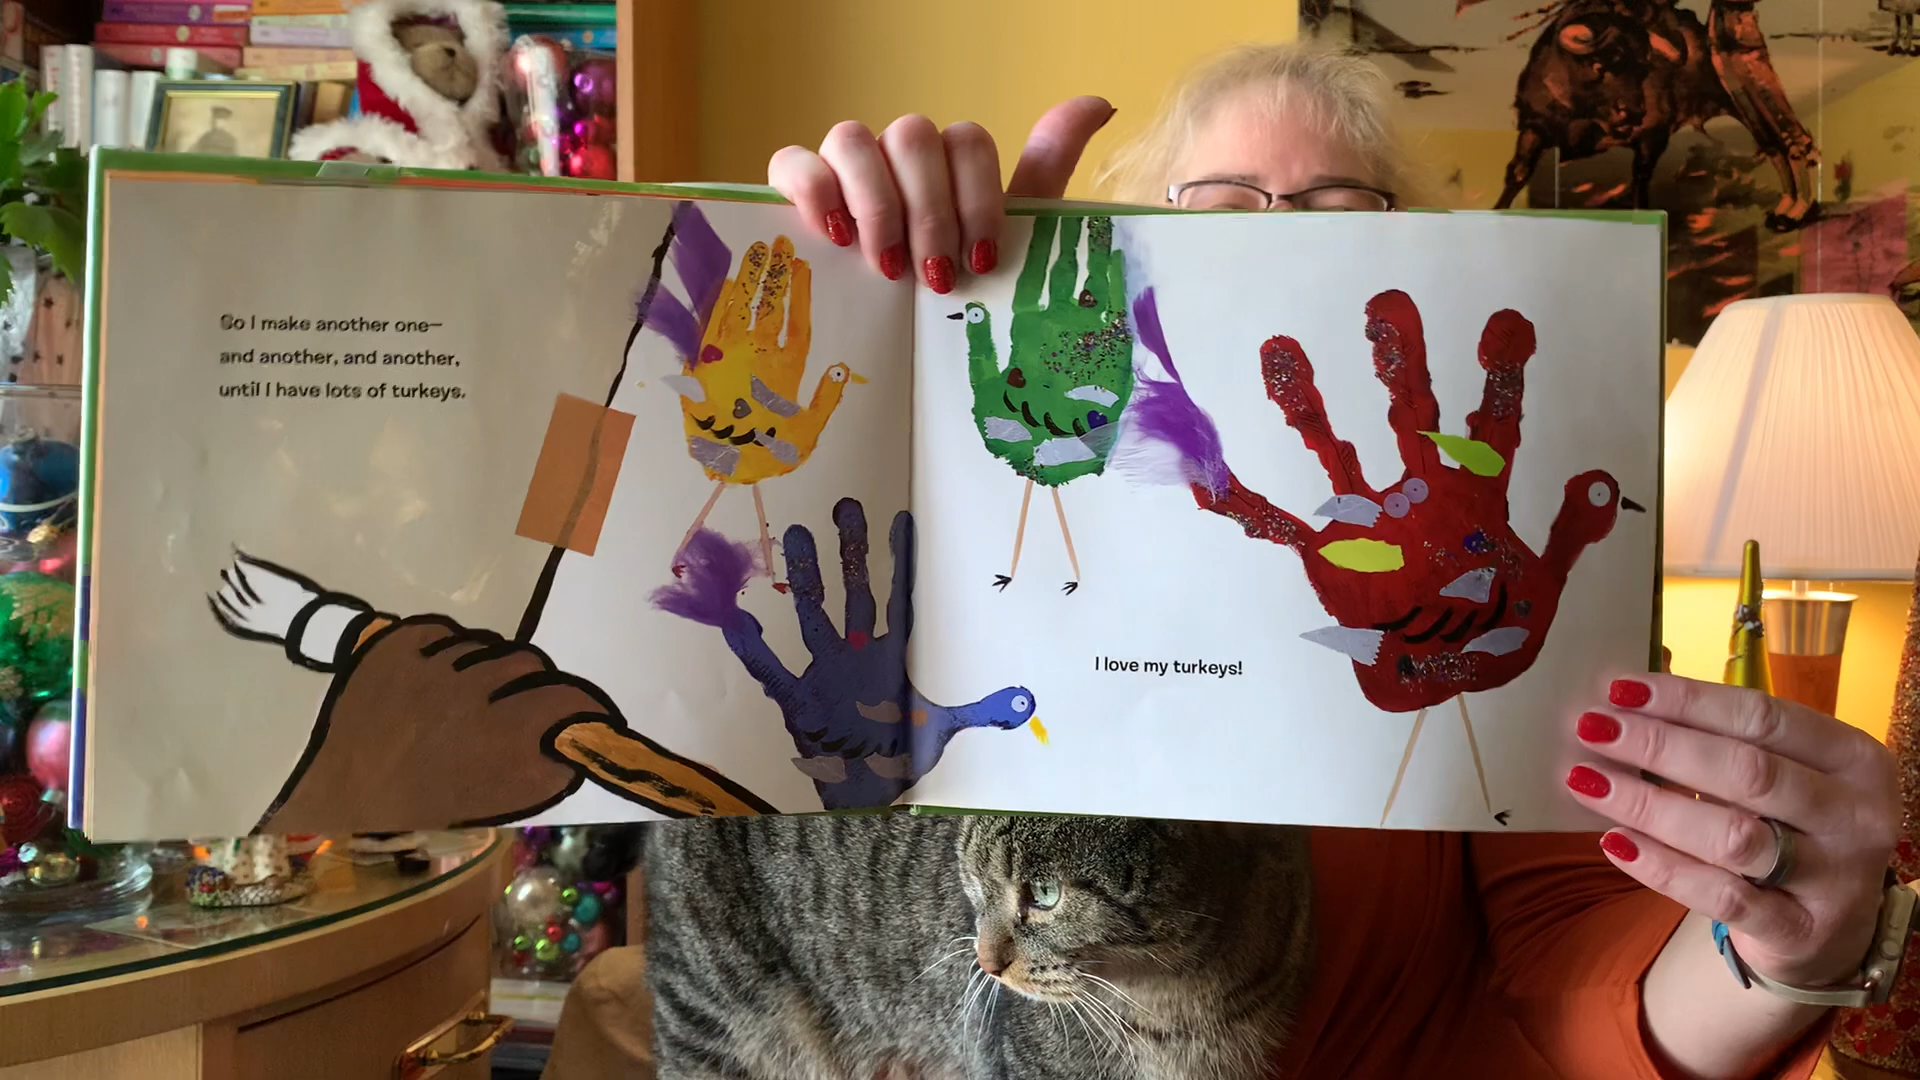 So I make another one—
and another, and another,
until I have lots of turkeys.
I love my turkeys!